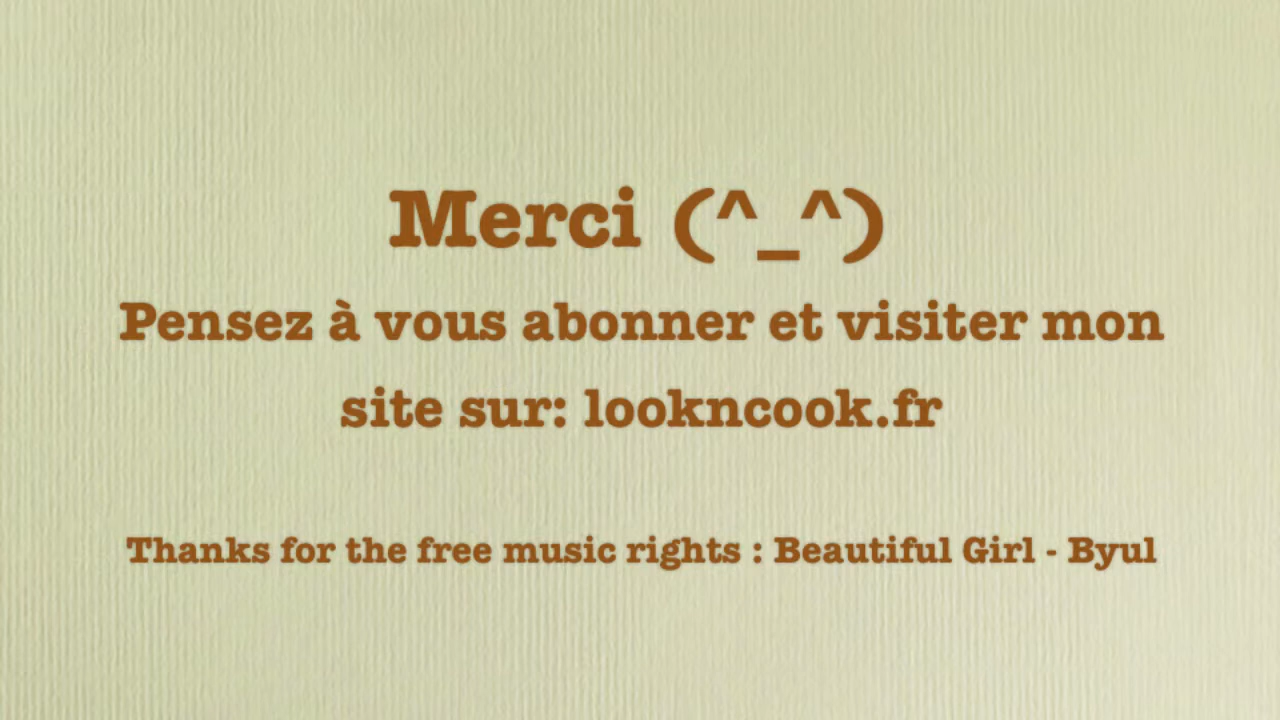 Merci (^_^)
Pensez à vous abonner et visiter mon
site sur: lookncook.fr
Thanks for the free music rights : Beautiful Girl - Byul